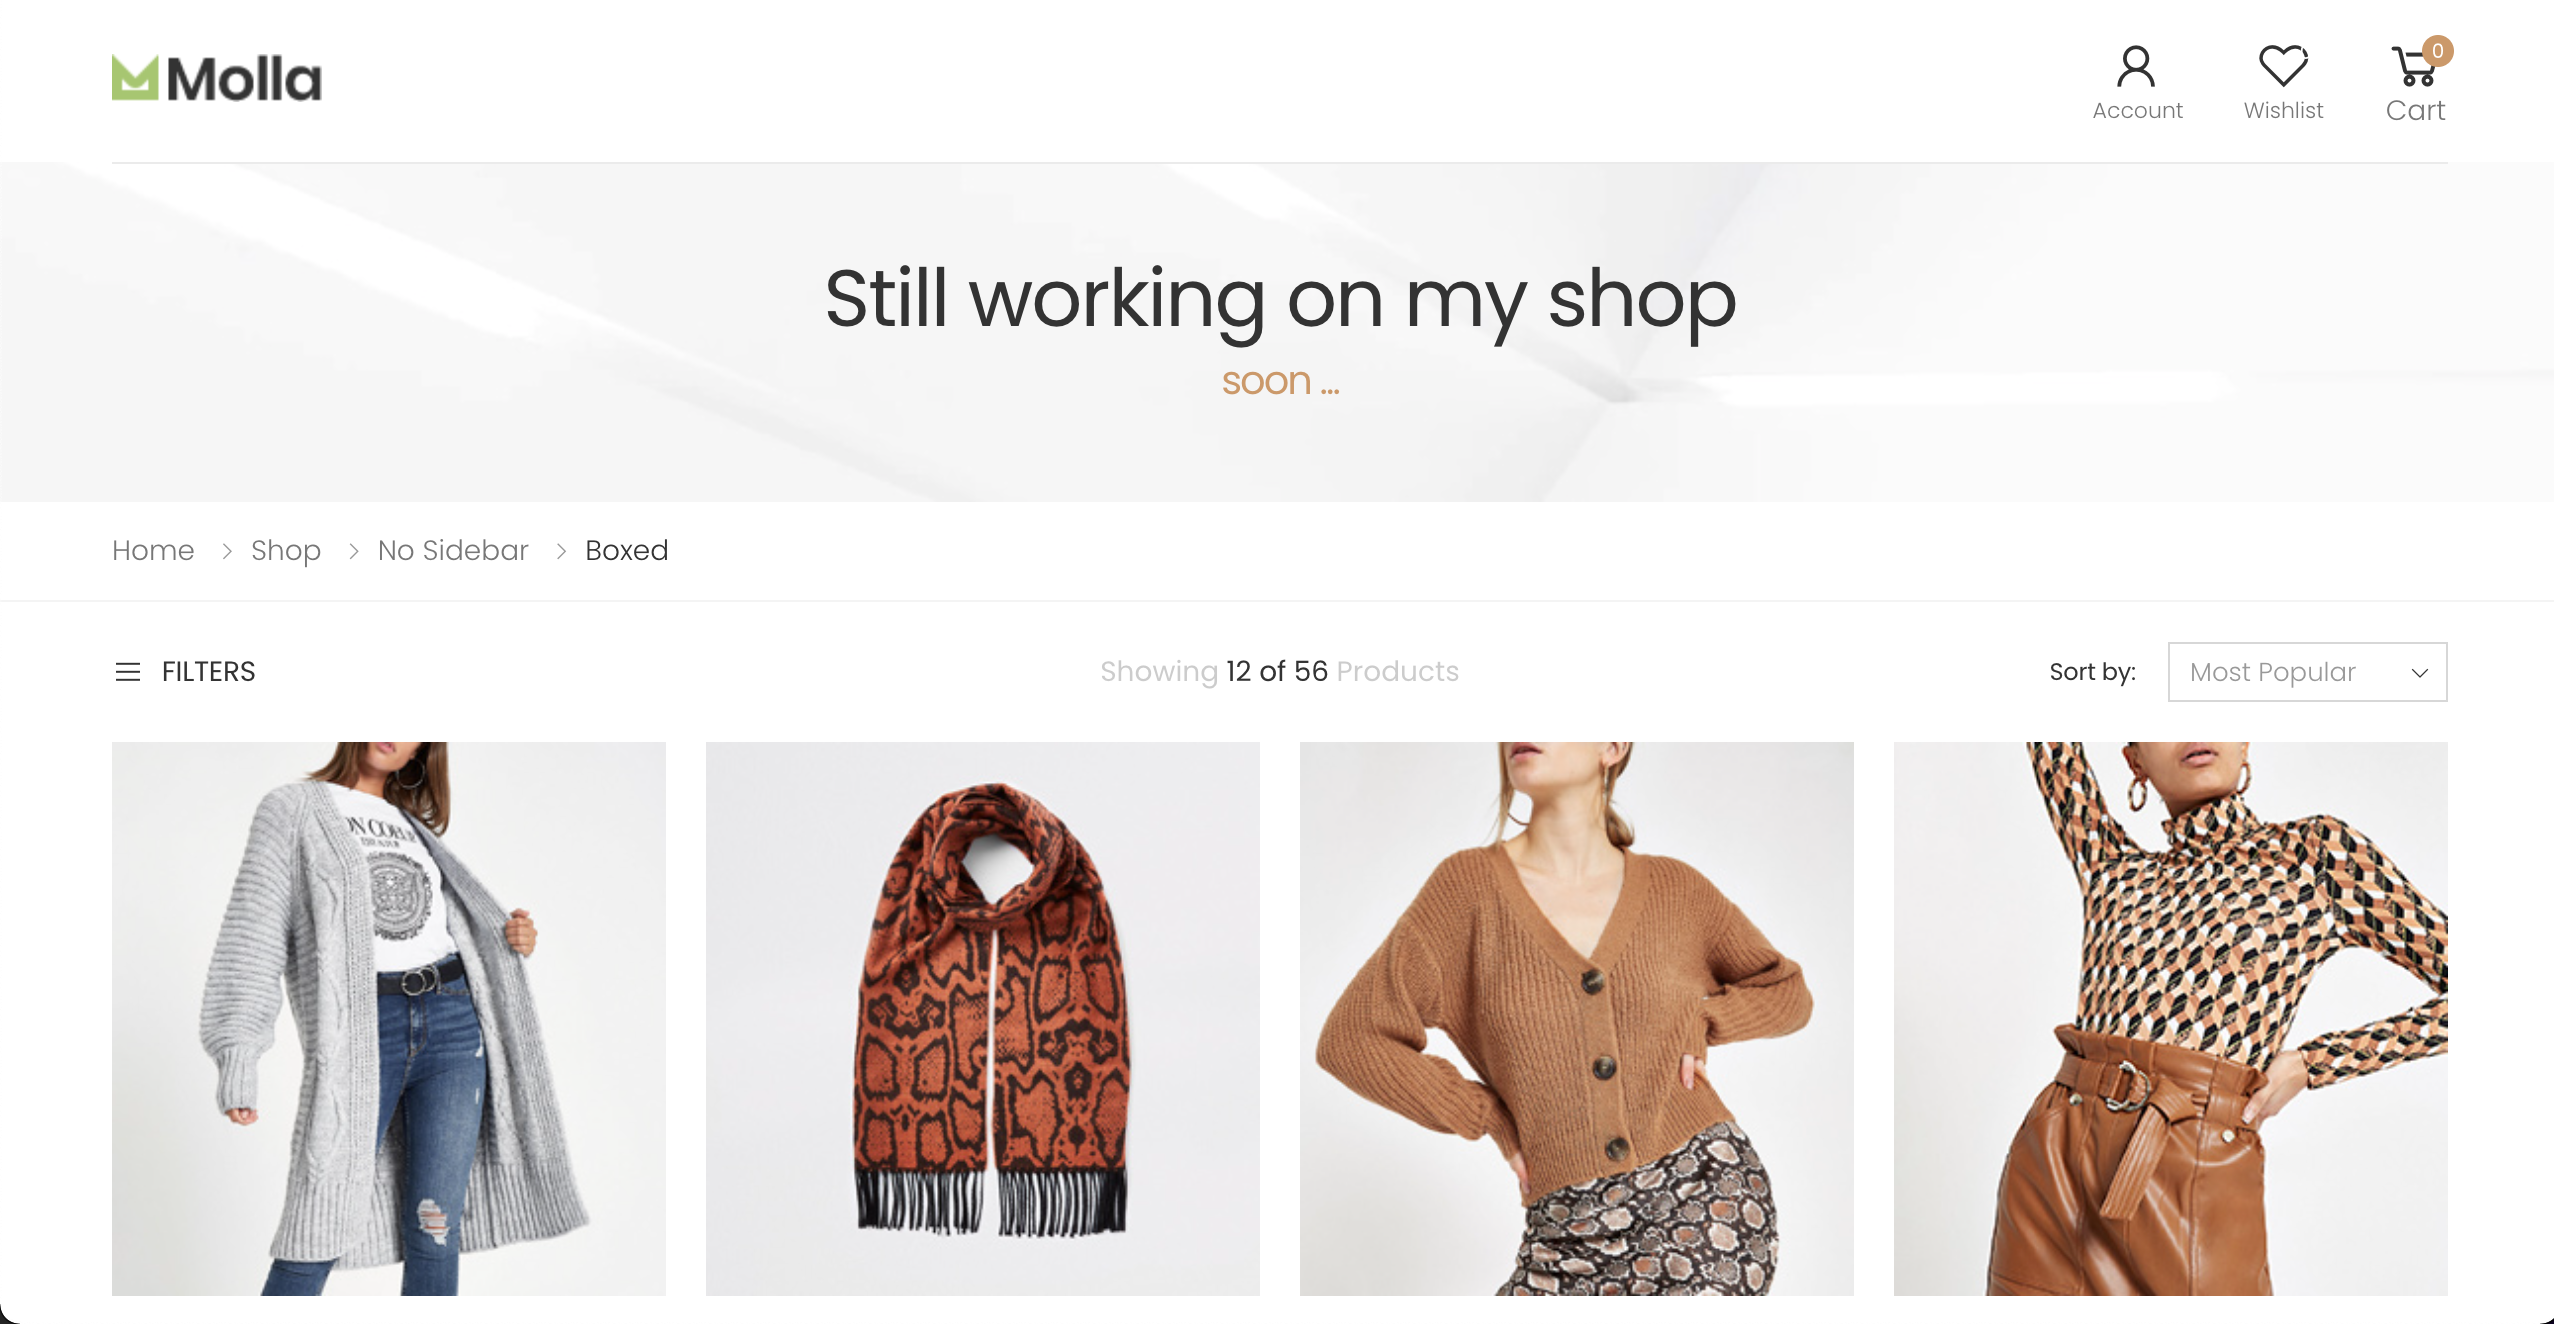 Molla
Account
Wishlist
0
Cart
Still working on my shop
soon ...
Home > Shop > No Sidebar > Boxed
FILTERS
Showing 12 of 56 Products
Sort by:
Most Popular